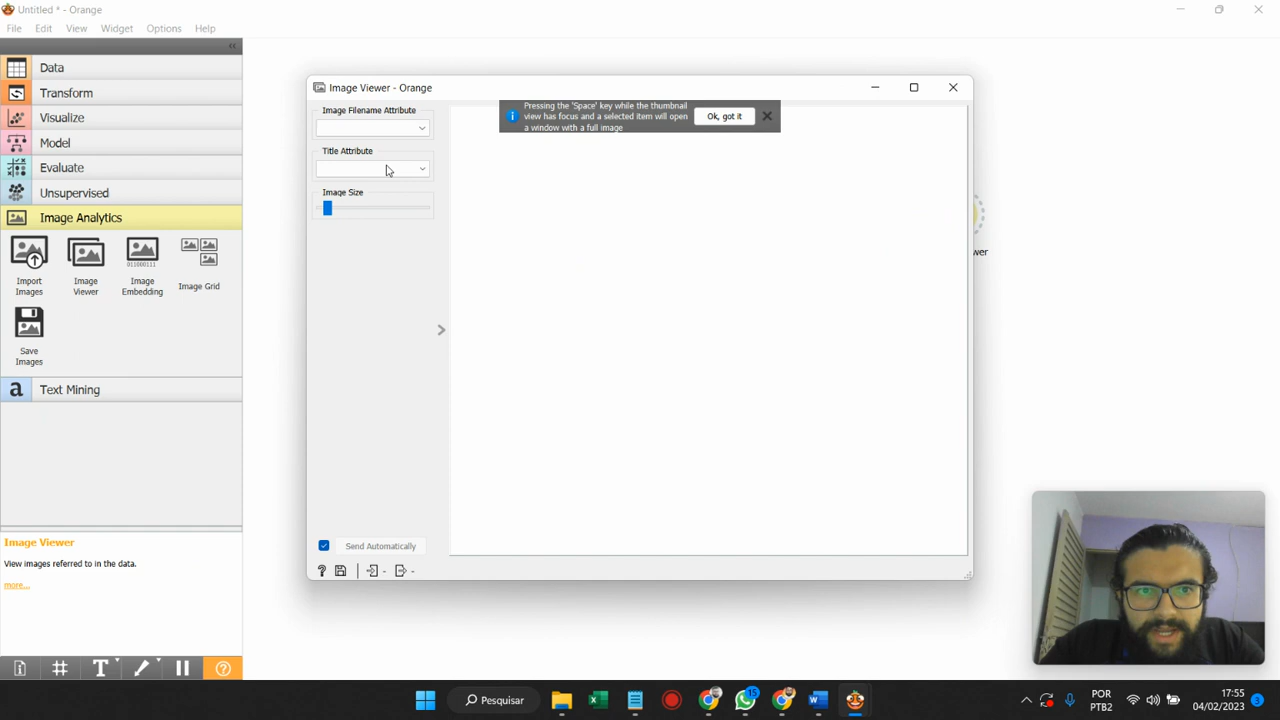 Untitled * - Orange
File Edit View Widget Options Help
Data
Transform
Visualize
Model
Evaluate
Unsupervised
Image Analytics
Import Images
Image Viewer
Image Embedding
Image Grid
Save Images
a Text Mining
Image Viewer
View images referred to in the data.
more...
Image Viewer - Orange
Image Filename Attribute
Title Attribute
Image Size
Pressing the 'Space' key while the thumbnail
view has focus and a selected item will open
a window with a full image
Ok, got it
Send Automatically
wer
Pesquisar
15
POR
PTB2
17:55
04/02/2023
3